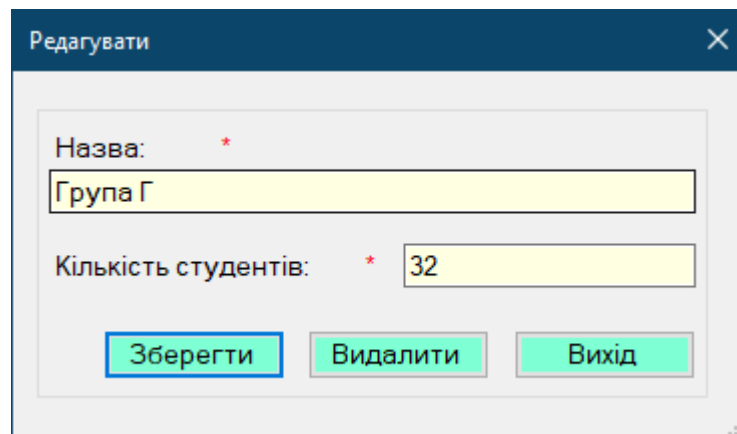 Редагувати
Назва: *
Група Г
Кількість студентів: * 32
Зберегти Видалити Вихід